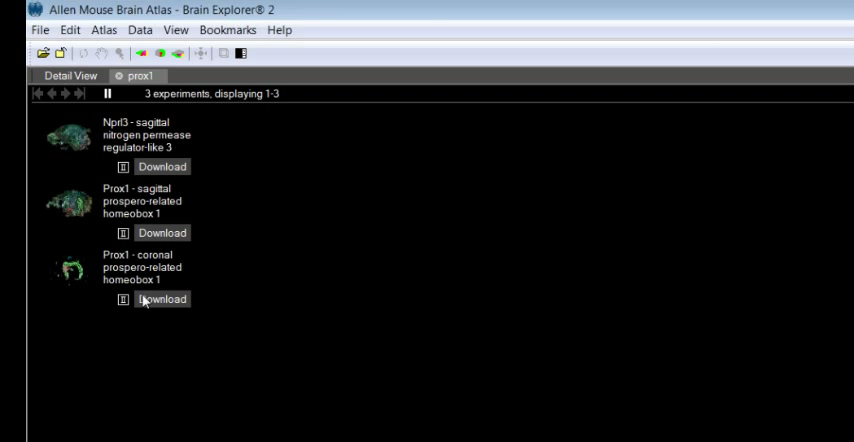 Allen Mouse Brain Atlas - Brain Explorer® 2
File Edit Atlas Data View Bookmarks Help
Detail View prox1
3 experiments, displaying 1-3
Nprl3 - sagittal
nitrogen permease
regulator-like 3
Download
Prox1 - sagittal
prospero-related
homeobox 1
Download
Prox1 - coronal
prospero-related
homeobox 1
Download